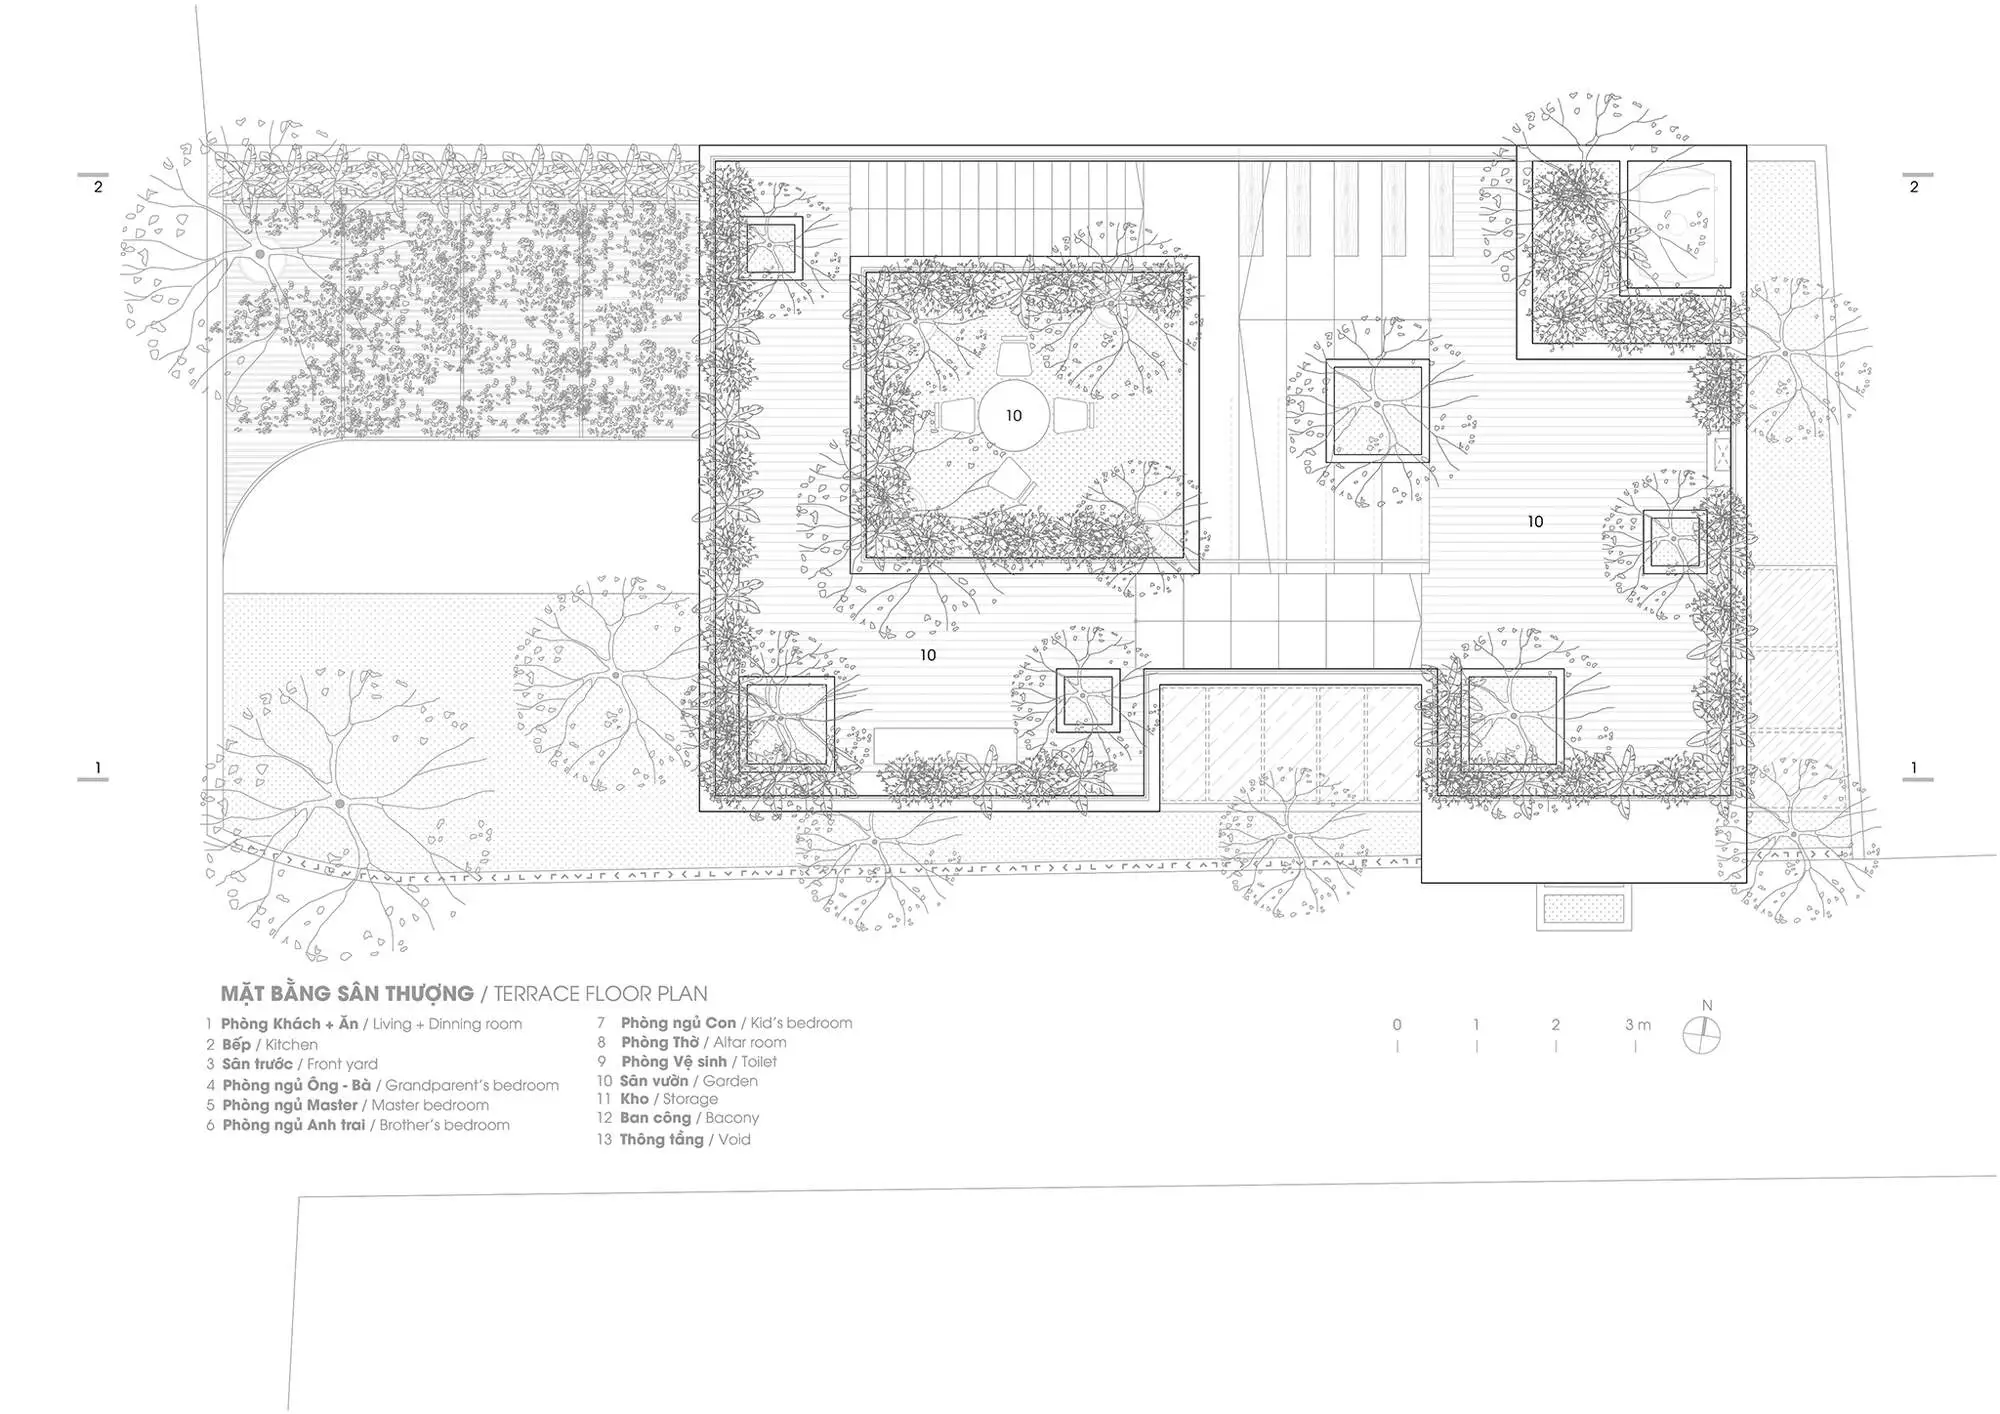 2
2
10
10
10
1
1
MẶT BẰNG SÂN THƯỢNG / TERRACE FLOOR PLAN
1 Phòng Khách + Ăn / Living + Dinning room
2 Bếp / Kitchen
3 Sân trước / Front yard
4 Phòng ngủ Ông - Bà / Grandparent's bedroom
5 Phòng ngủ Master / Master bedroom
6 Phòng ngủ Anh trai / Brother's bedroom
7 Phòng ngủ Con / Kid's bedroom
8 Phòng Thờ / Altar room
9 Phòng Vệ sinh / Toilet
10 Sân vườn / Garden
11 Kho / Storage
12 Ban công / Bacony
13 Thông tầng / Void
0 1 2 3 m
N